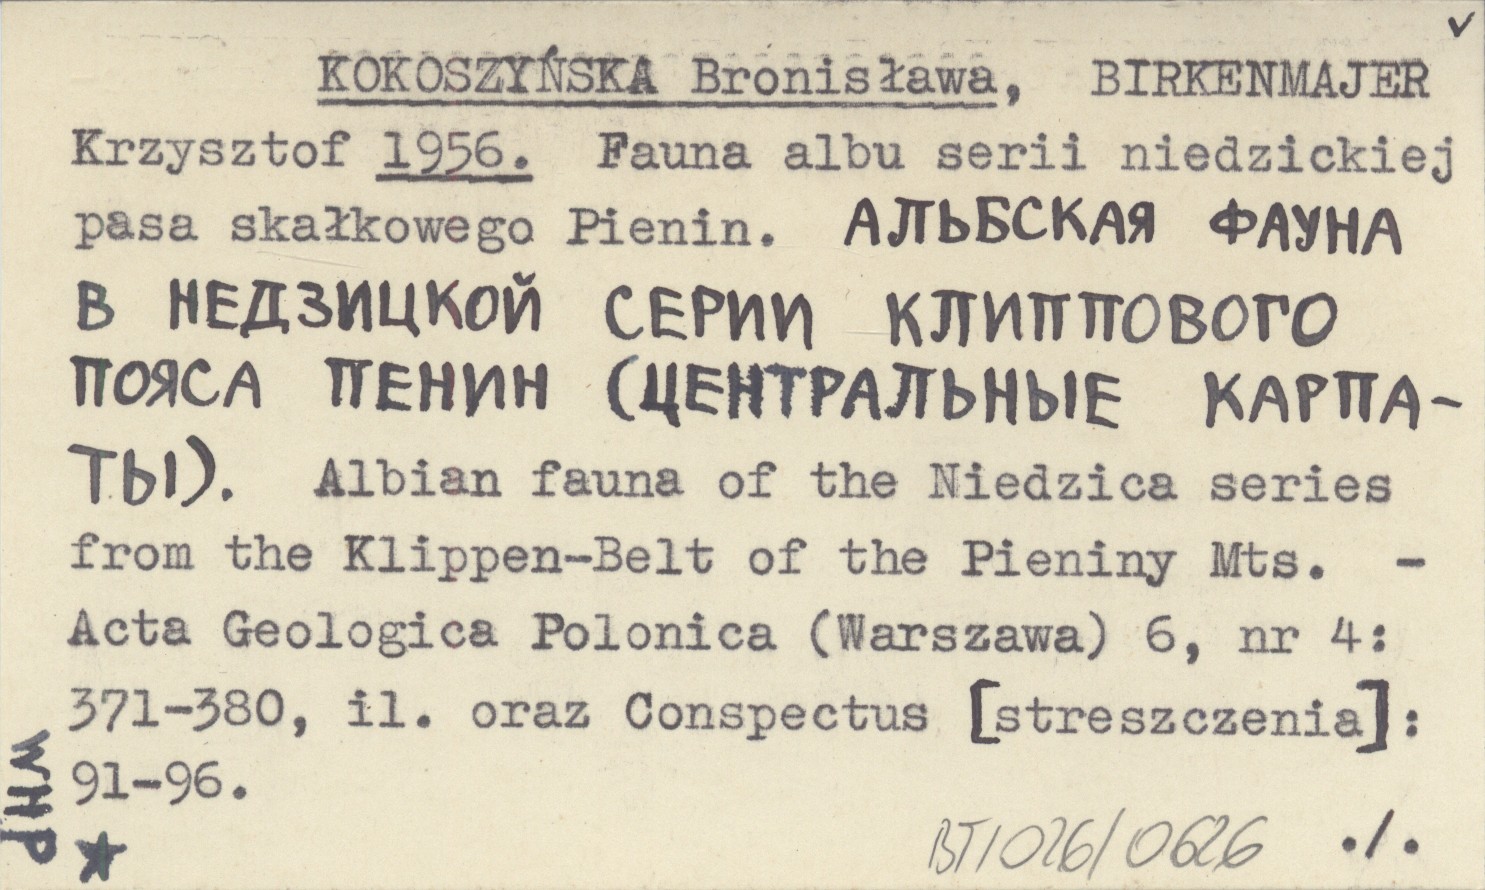 ✓
KOKOSZYŃSKA Bronisława, BIRKENMAJER
Krzysztof 1956. Fauna albu serii niedzickiej
pasa skałkowego Pienin. АЛЬБСКАЯ ФАУНА
В НЕДЗИЦКОЙ СЕРИИ КЛИППОВОГО
ПОЯСА ПЕНИН (ЦЕНТРАЛЬНЫЕ КАРПА-
ТЫ). Albian fauna of the Niedzica series
from the Klippen-Belt of the Pieniny Mts. -
Acta Geologica Polonica (Warszawa) 6, nr 4:
371-380, il. oraz Conspectus [streszczenia]:
91-96.
WHP ★
BT/026/0626 ./.